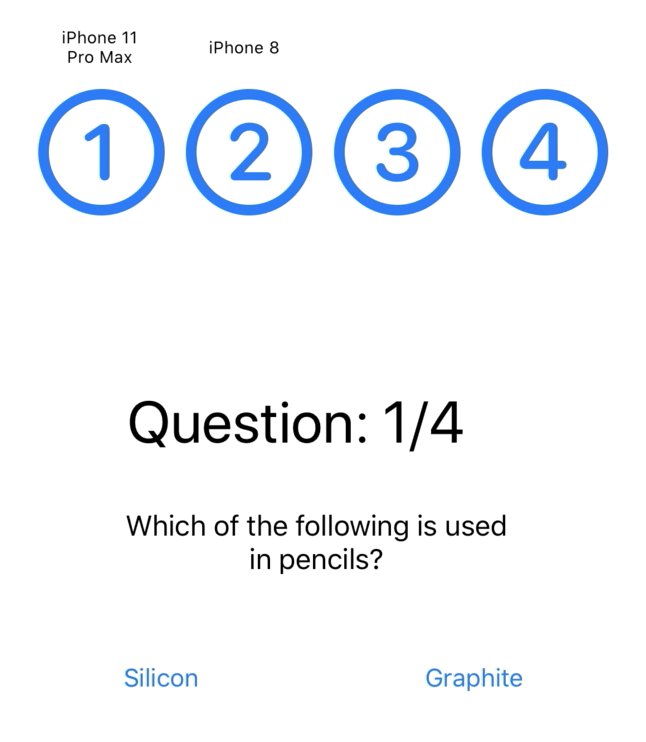 iPhone 11
Pro Max
iPhone 8
1 2 3 4
Question: 1/4
Which of the following is used
in pencils?
Silicon Graphite